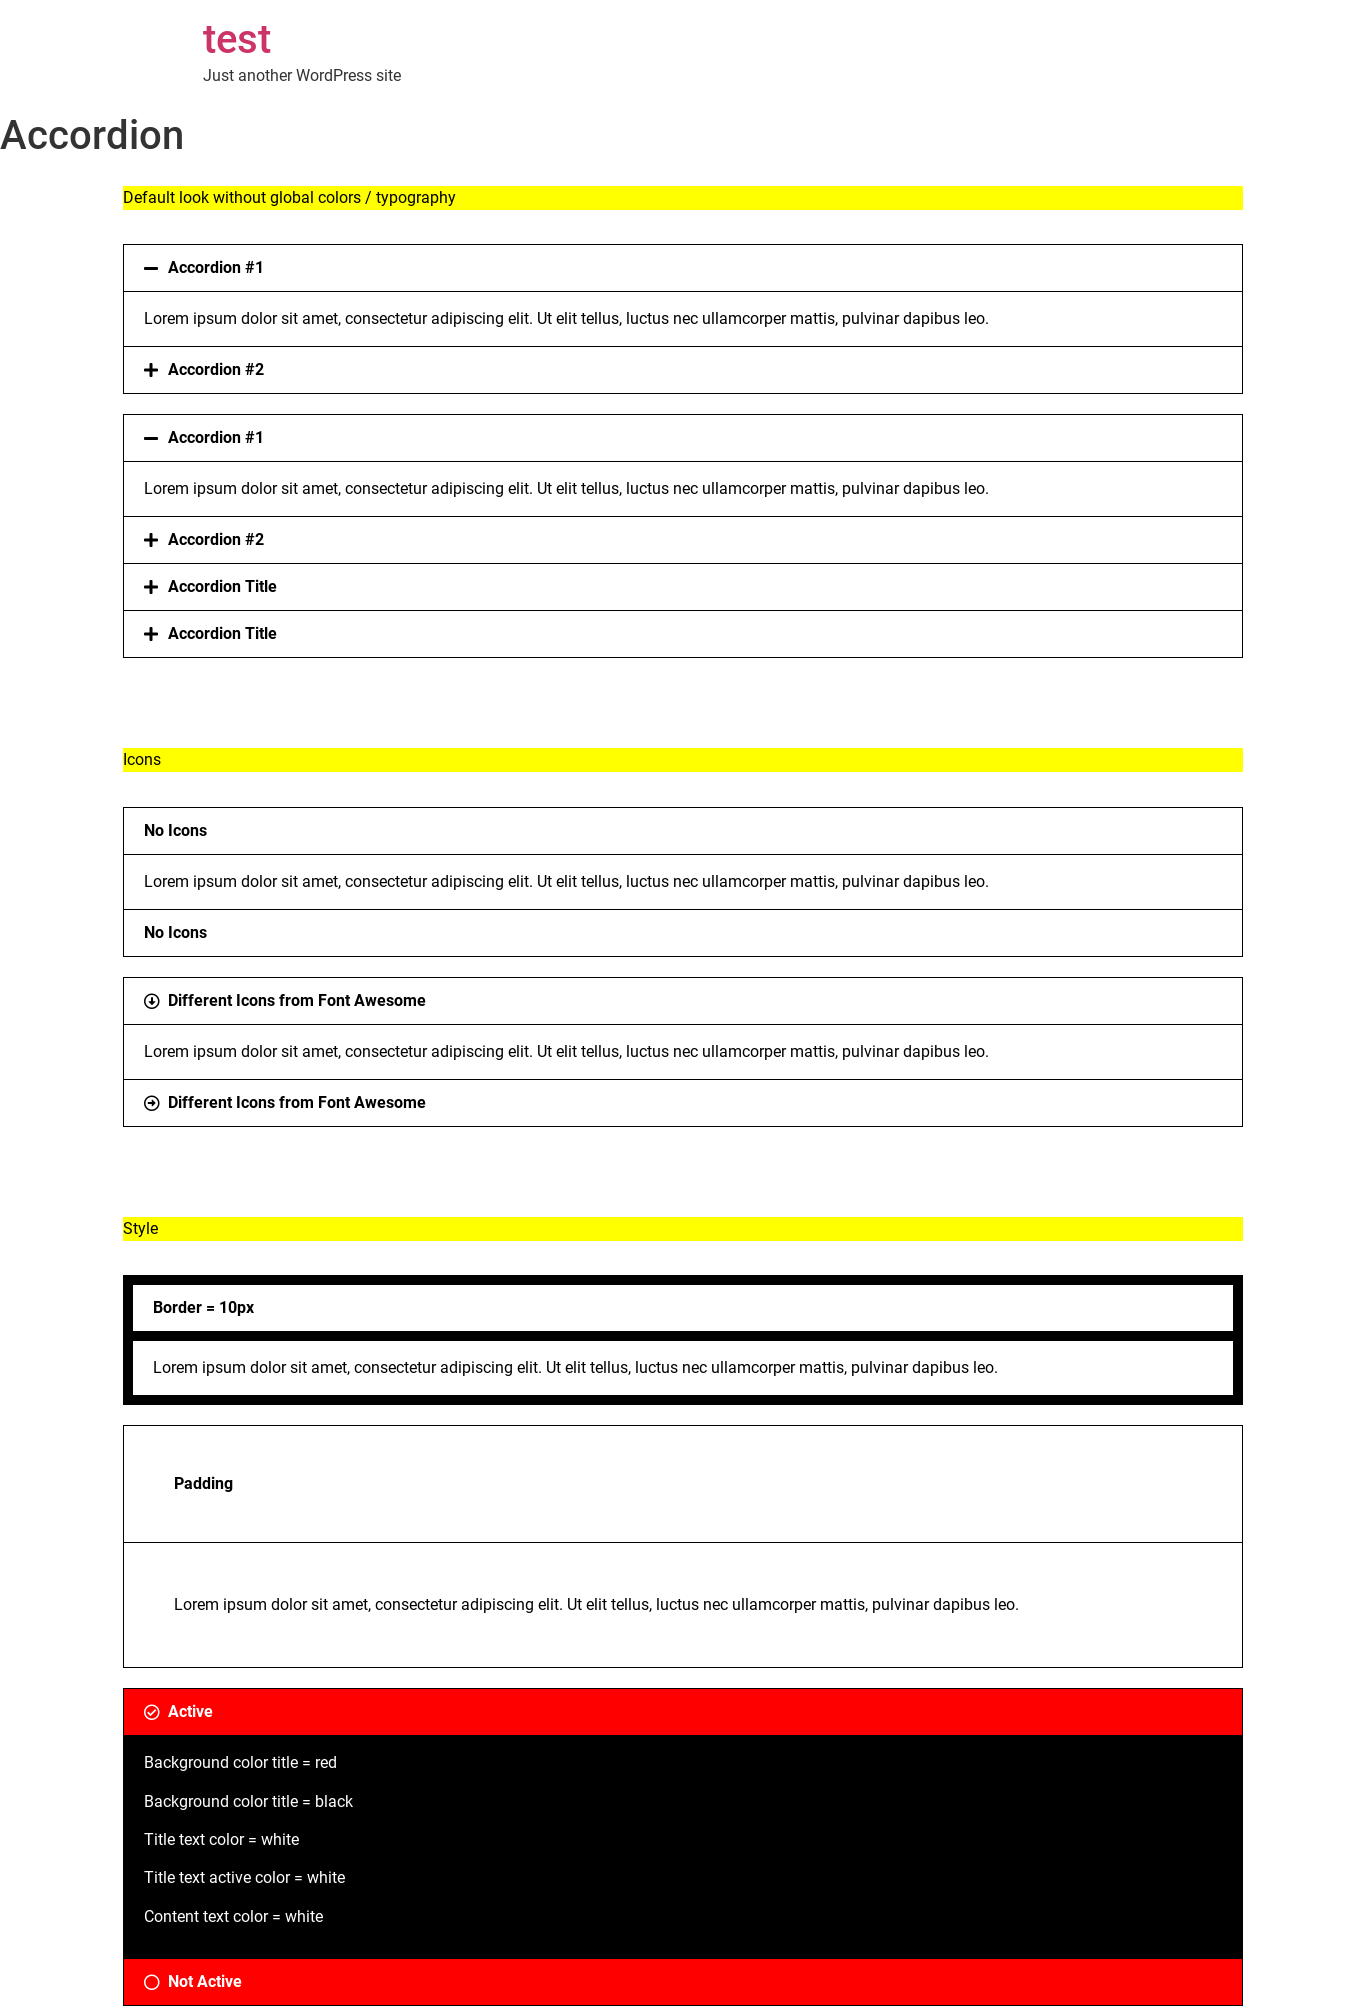 test
Just another WordPress site
Accordion
Default look without global colors / typography
Accordion #1
Lorem ipsum dolor sit amet, consectetur adipiscing elit. Ut elit tellus, luctus nec ullamcorper mattis, pulvinar dapibus leo.
Accordion #2
Accordion #1
Lorem ipsum dolor sit amet, consectetur adipiscing elit. Ut elit tellus, luctus nec ullamcorper mattis, pulvinar dapibus leo.
Accordion #2
Accordion Title
Accordion Title
Icons
No Icons
Lorem ipsum dolor sit amet, consectetur adipiscing elit. Ut elit tellus, luctus nec ullamcorper mattis, pulvinar dapibus leo.
No Icons
Different Icons from Font Awesome
Lorem ipsum dolor sit amet, consectetur adipiscing elit. Ut elit tellus, luctus nec ullamcorper mattis, pulvinar dapibus leo.
Different Icons from Font Awesome
Style
Border = 10px
Lorem ipsum dolor sit amet, consectetur adipiscing elit. Ut elit tellus, luctus nec ullamcorper mattis, pulvinar dapibus leo.
Padding
Lorem ipsum dolor sit amet, consectetur adipiscing elit. Ut elit tellus, luctus nec ullamcorper mattis, pulvinar dapibus leo.
Active
Background color title = red
Background color title = black
Title text color = white
Title text active color = white
Content text color = white
Not Active